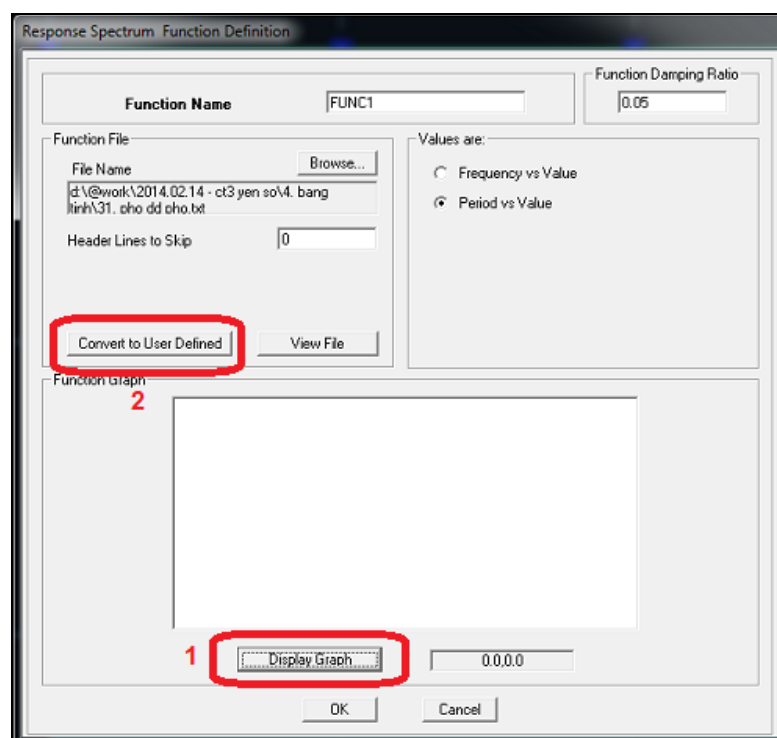 Response Spectrum Function Definition
Function Damping Ratio
Function Name
FUNC1
0.05
Function File
Values are:
File Name
Browse...
Frequency vs Value
d:\@work\2014.02.14 - ct3 yen so\4. bang
tinh\31. pho dd pho.txt
Period vs Value
Header Lines to Skip
0
Convert to User Defined
View File
Function Graph
2
1
Display Graph
0.0,0.0
OK
Cancel